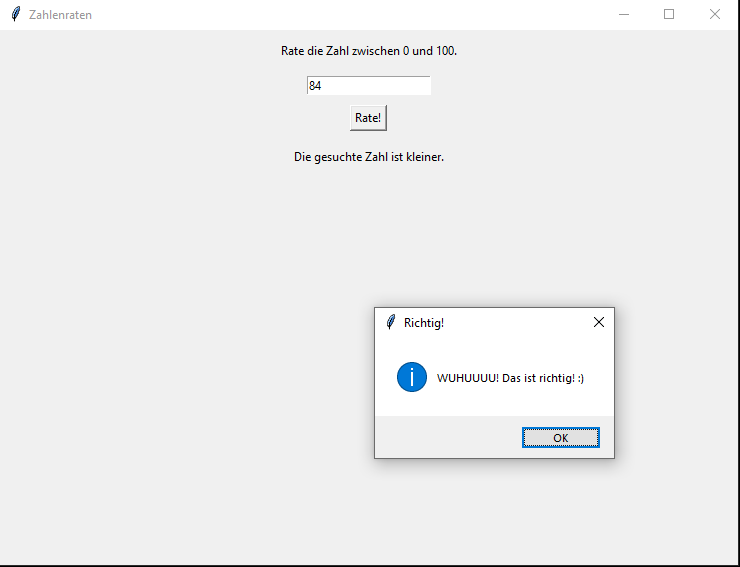 Zahlenraten
Rate die Zahl zwischen 0 und 100.
84
Rate!
Die gesuchte Zahl ist kleiner.
Richtig!
WUHUUUU! Das ist richtig! :)
OK